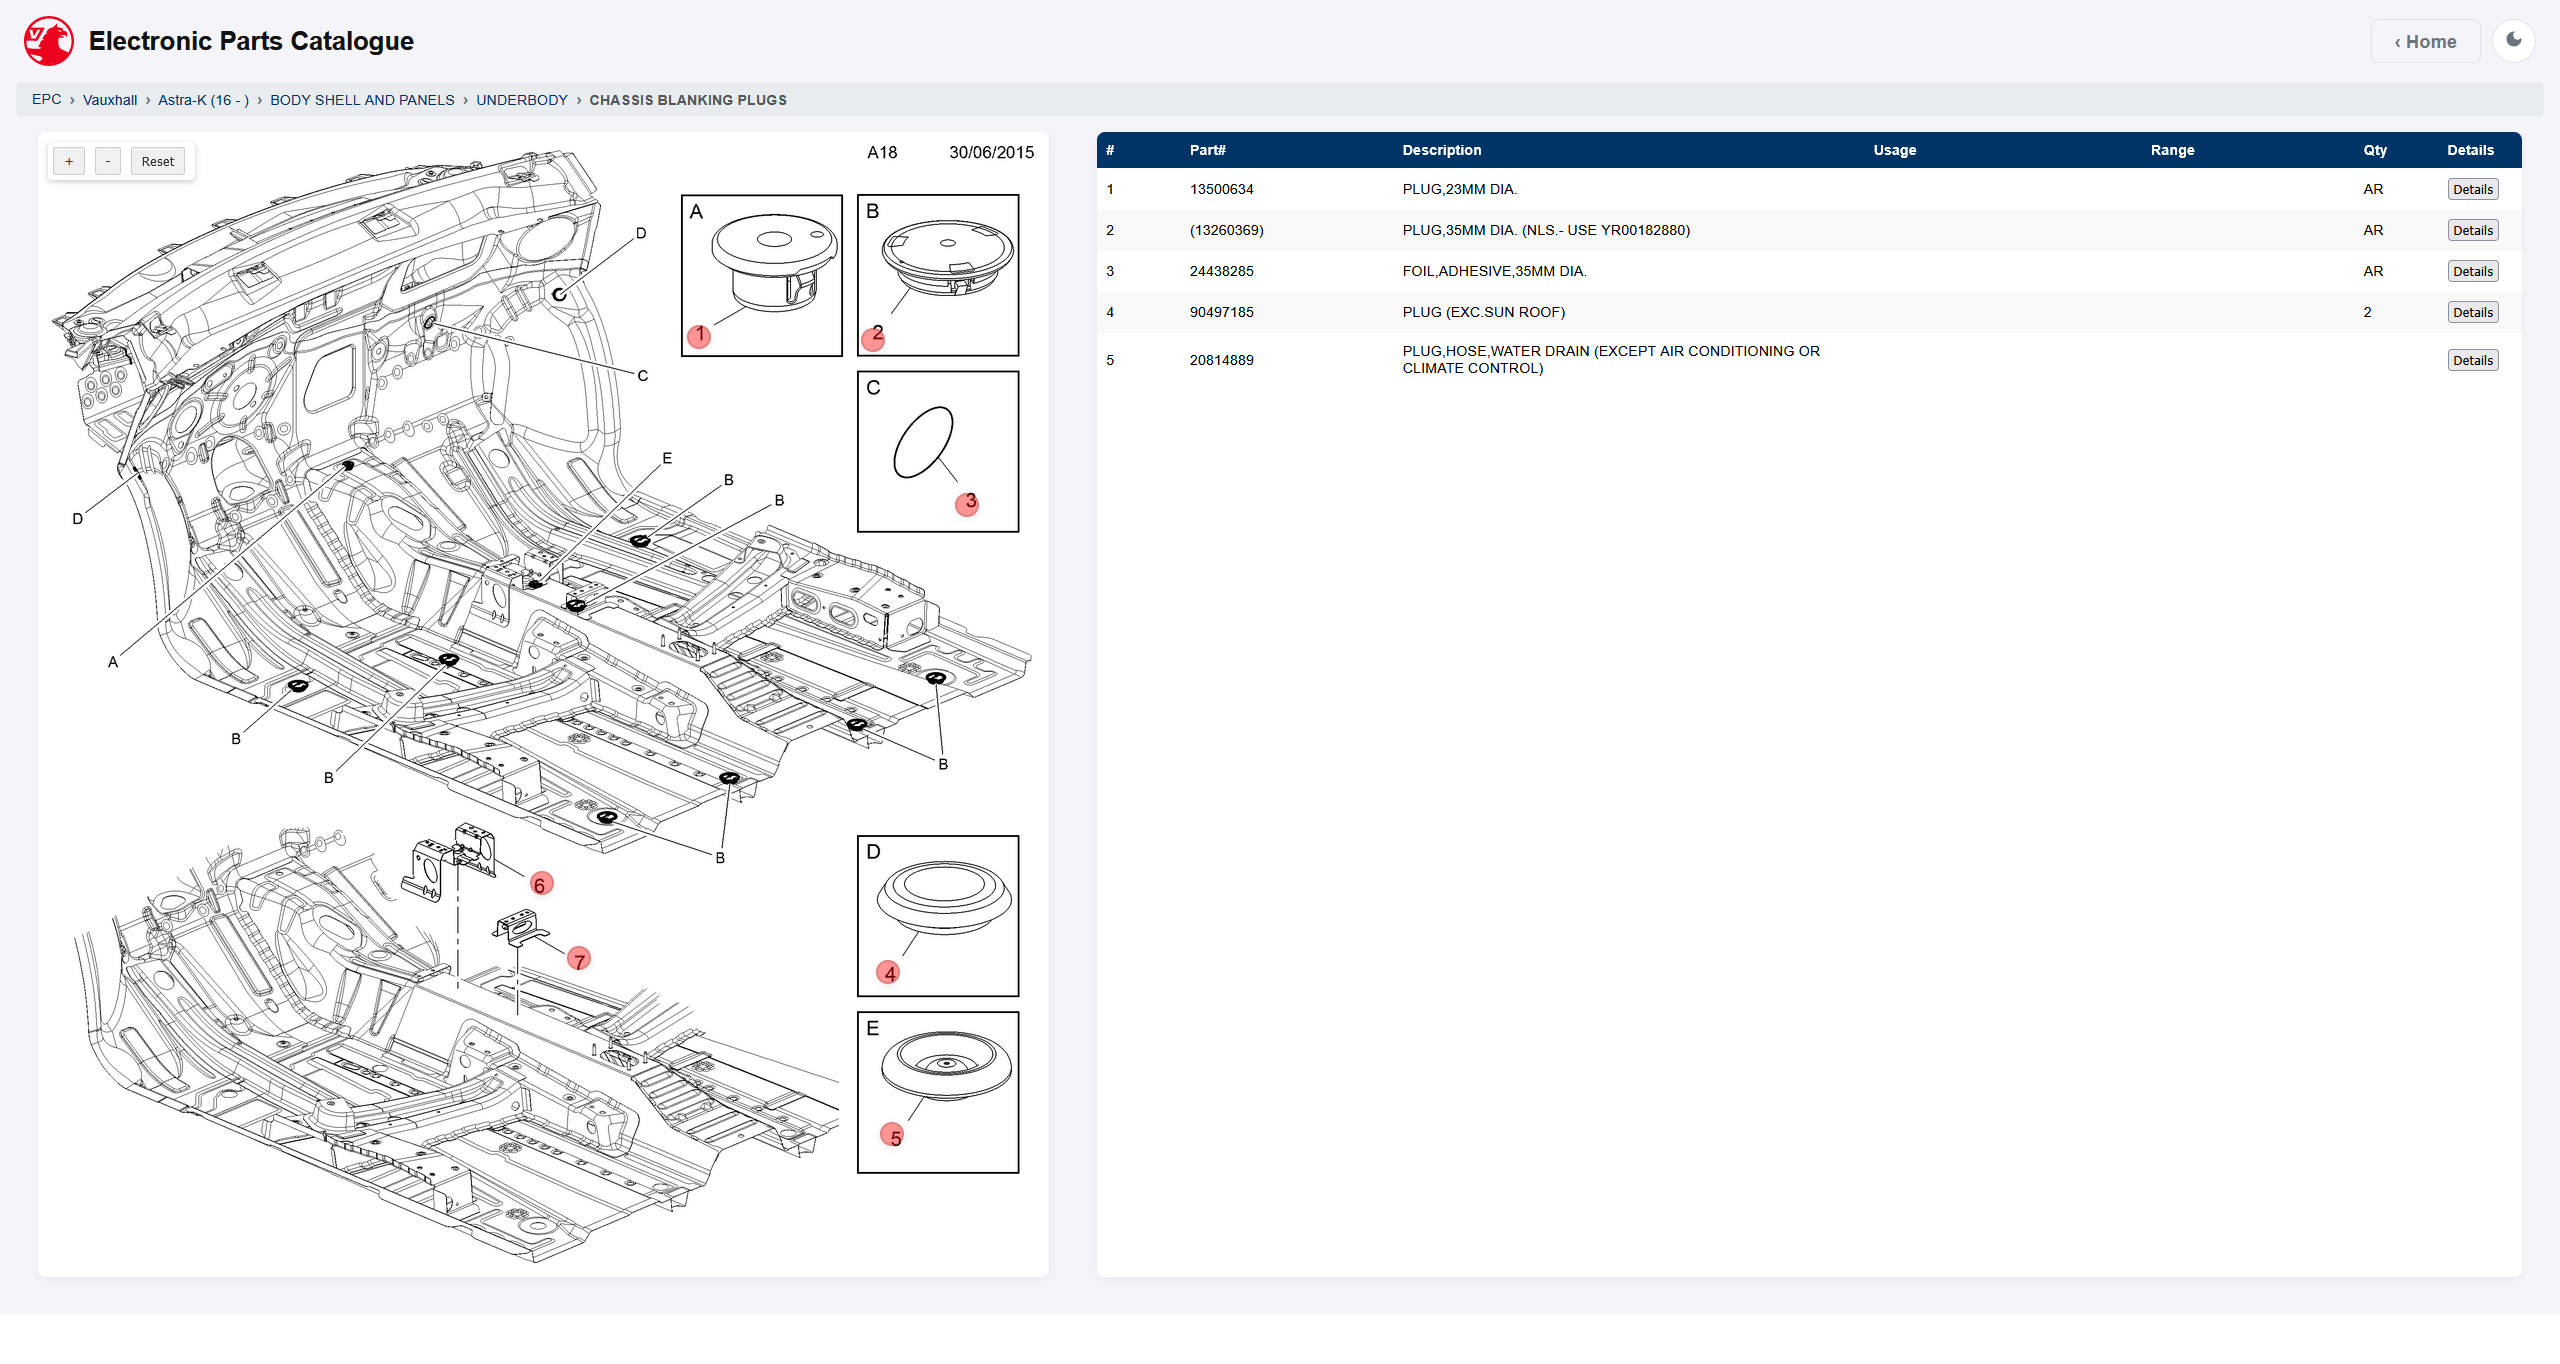 Electronic Parts Catalogue
‹ Home
EPC › Vauxhall › Astra-K (16 - ) › BODY SHELL AND PANELS › UNDERBODY › CHASSIS BLANKING PLUGS
+ - Reset
A18 30/06/2015
A
1
B
2
C
3
D
C
E
B
B
D
A
B
B
B
B
6
7
D
4
E
5
# Part# Description Usage Range Qty Details
1 13500634 PLUG,23MM DIA. AR Details
2 (13260369) PLUG,35MM DIA. (NLS.- USE YR00182880) AR Details
3 24438285 FOIL,ADHESIVE,35MM DIA. AR Details
4 90497185 PLUG (EXC.SUN ROOF) 2 Details
5 20814889 PLUG,HOSE,WATER DRAIN (EXCEPT AIR CONDITIONING OR
CLIMATE CONTROL) Details